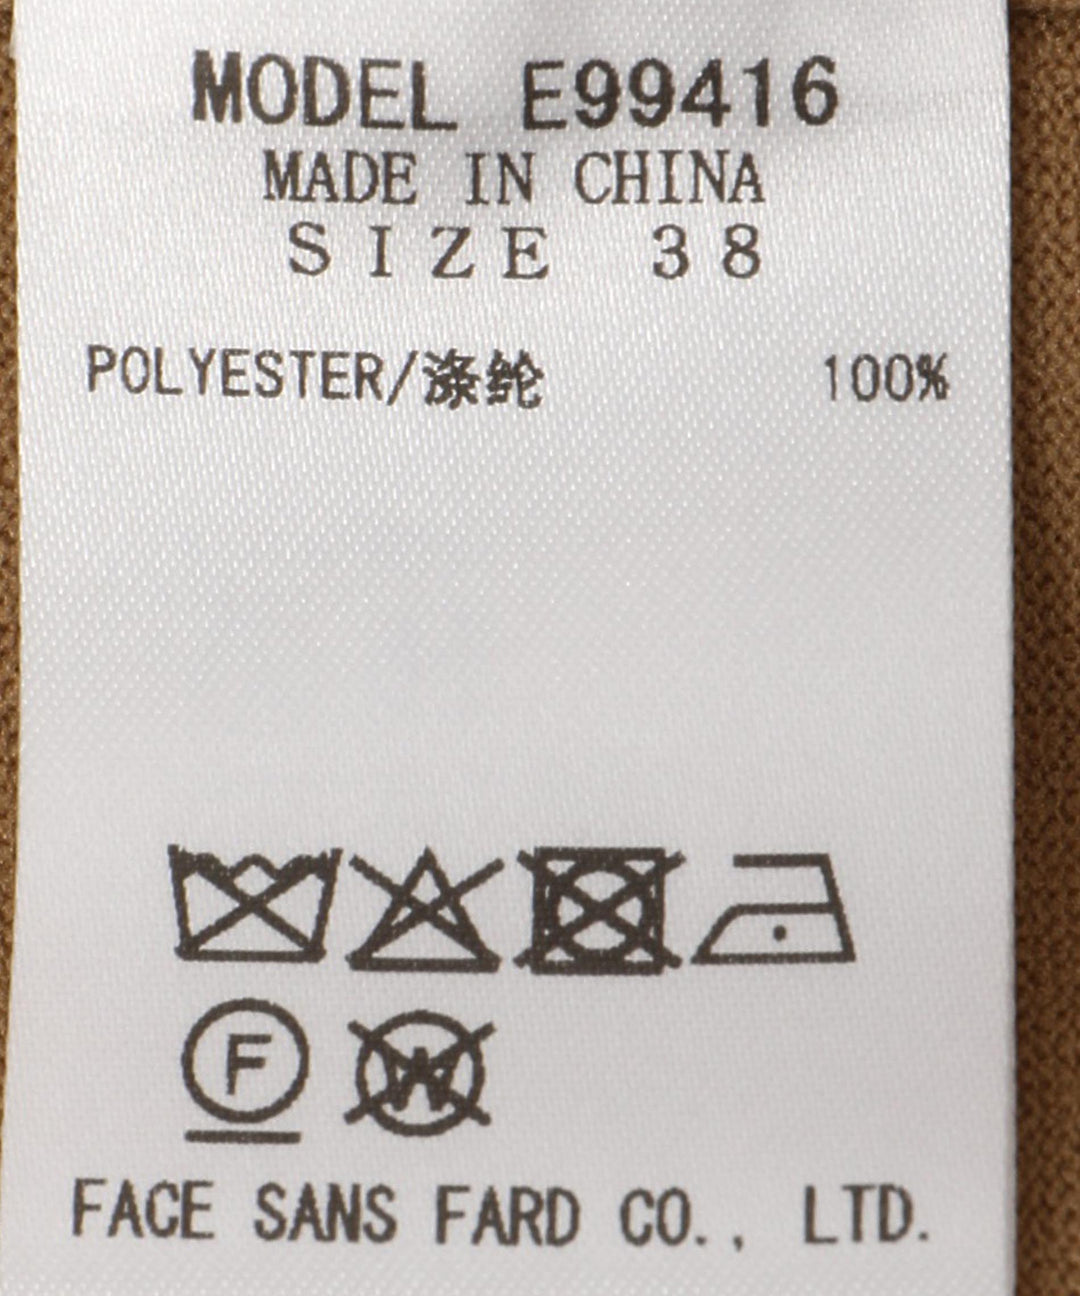 MODEL E99416
MADE IN CHINA
SIZE 38
POLYESTER/涤纶 100%
F W
FACE SANS FARD CO., LTD.